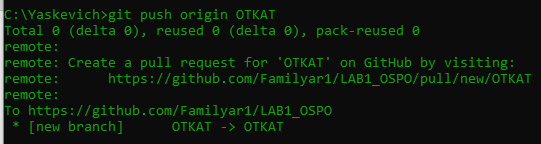 C:\Yaskevich>git push origin OTKAT
Total 0 (delta 0), reused 0 (delta 0), pack-reused 0
remote:
remote: Create a pull request for 'OTKAT' on GitHub by visiting:
remote:      https://github.com/Familyar1/LAB1_OSPO/pull/new/OTKAT
remote:
To https://github.com/Familyar1/LAB1_OSPO
 * [new branch]      OTKAT -> OTKAT